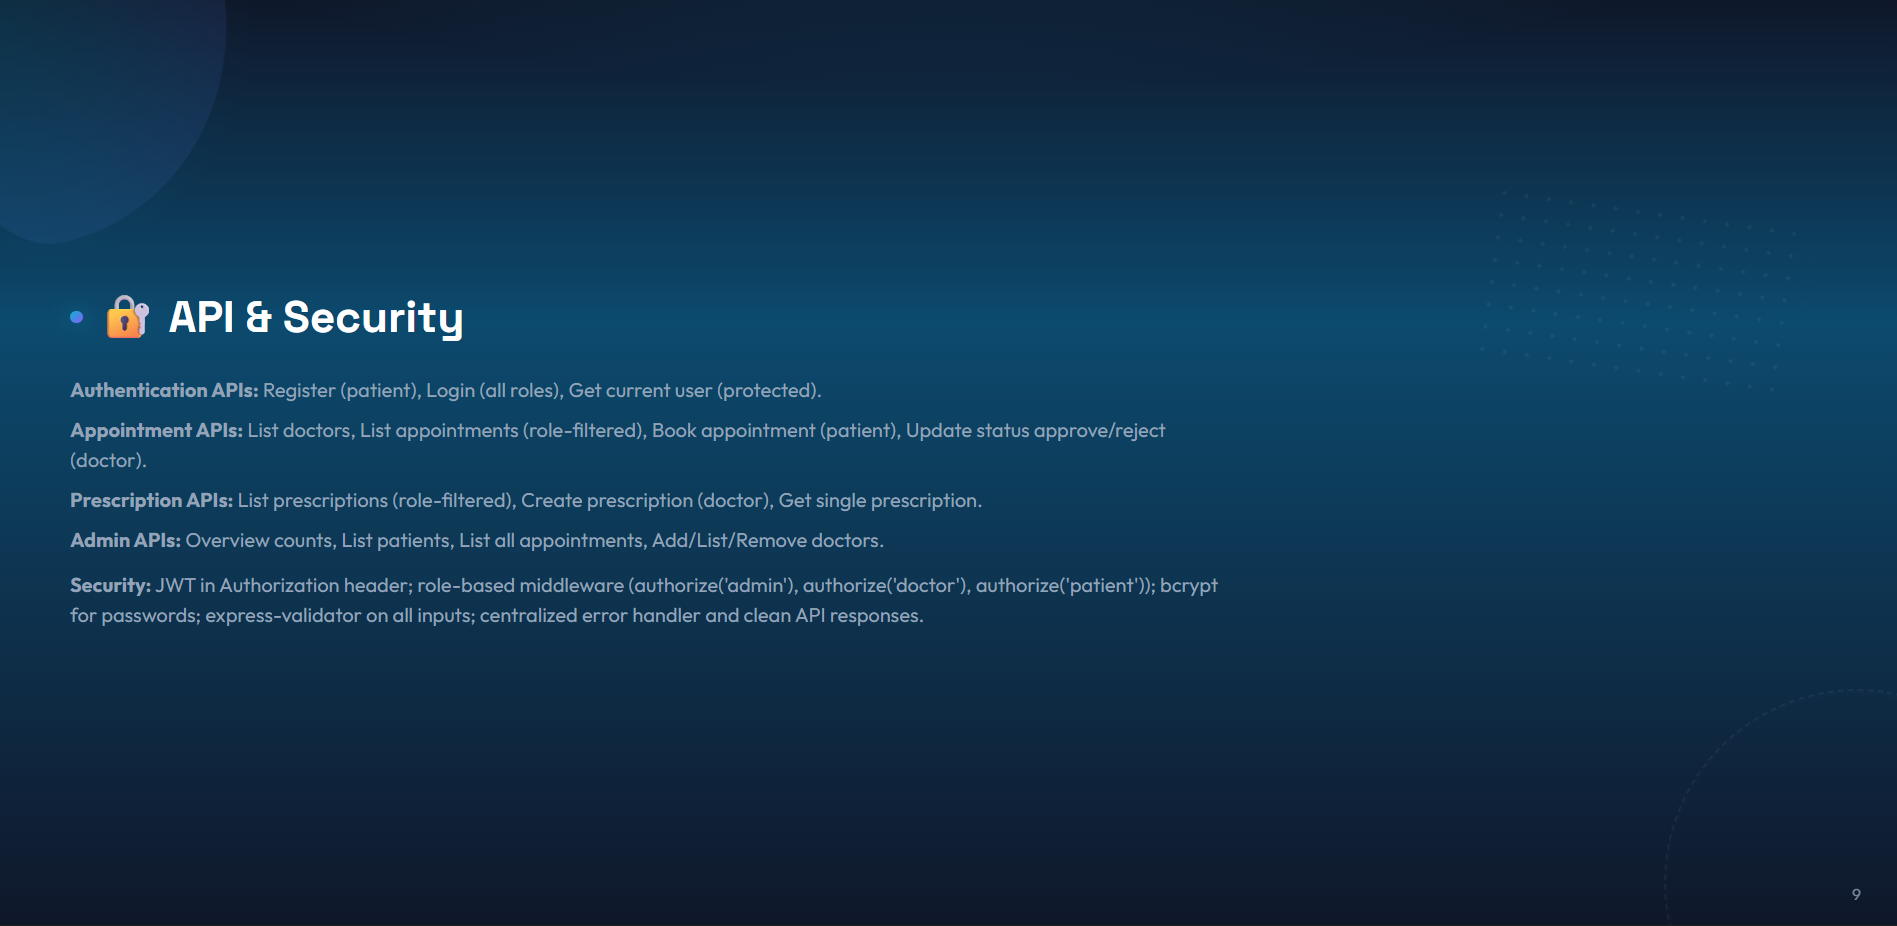 🔐 API & Security
Authentication APIs: Register (patient), Login (all roles), Get current user (protected).
Appointment APIs: List doctors, List appointments (role-filtered), Book appointment (patient), Update status approve/reject
(doctor).
Prescription APIs: List prescriptions (role-filtered), Create prescription (doctor), Get single prescription.
Admin APIs: Overview counts, List patients, List all appointments, Add/List/Remove doctors.
Security: JWT in Authorization header; role-based middleware (authorize('admin'), authorize('doctor'), authorize('patient')); bcrypt
for passwords; express-validator on all inputs; centralized error handler and clean API responses.
9